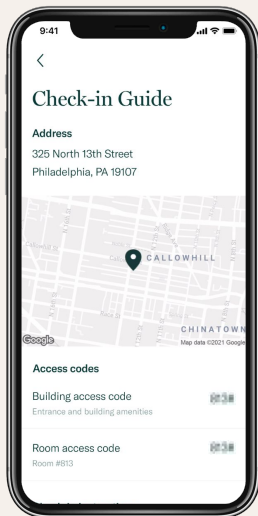 9:41
Check-in Guide
Address
325 North 13th Street
Philadelphia, PA 19107
CALLOWHILL
CHINATOWN
Google
Map data ©2021 Google
Access codes
Building access code
Entrance and building amenities
Room access code
Room #813